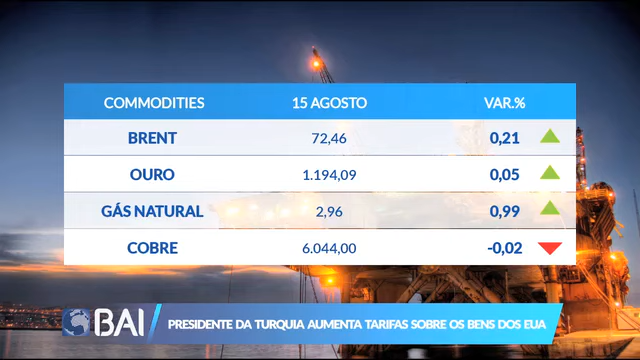 COMMODITIES 15 AGOSTO VAR.%
BRENT 72,46 0,21
OURO 1.194,09 0,05
GÁS NATURAL 2,96 0,99
COBRE 6.044,00 -0,02
BAI PRESIDENTE DA TURQUIA AUMENTA TARIFAS SOBRE OS BENS DOS EUA